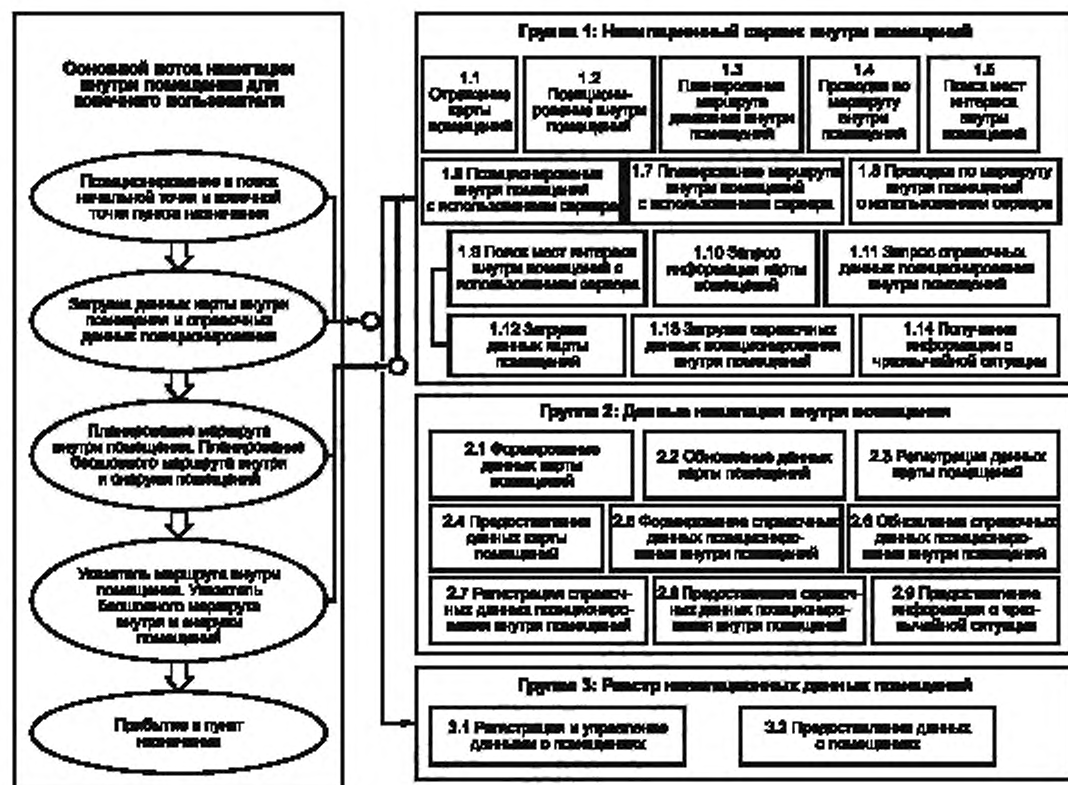 Основной поток навигации
внутри помещения для
конечного пользователя
Позиционирование и поиск
начальной точки и конечной
точки пункта назначения
Загрузка данных карты внутри
помещения и справочных
данных позиционирования
Планирование маршрута
внутри помещения. Планирование
бесшовного маршрута внутри
и снаружи помещений
Указатель маршрута внутри
помещения. Указатель
бесшовного маршрута
внутри и снаружи
помещений
Прибытие в пункт
назначения
Группа 1: Навигационный сервис внутри помещений
1.1
Отражение
карты
помещений
1.2
Позициони-
рование внутри
помещений
1.3
Планирование
маршрута
движения внутри
помещений
1.4
Проводка по
маршруту
внутри
помещений
1.5
Поиск мест
интереса
внутри
помещений
1.6 Позиционирование
внутри помещений
с использованием сервера
1.7 Планирование маршрута
внутри помещений
с использованием сервера
1.8 Проводка по маршруту
внутри помещений
с использованием сервера
1.9 Поиск мест интереса
внутри помещений с
использованием сервера
1.10 Запрос
информации карты
помещений
1.11 Запрос справочных
данных позиционирования
внутри помещений
1.12 Загрузка
данных карты
помещений
1.13 Загрузка справочных
данных позиционирования
внутри помещений
1.14 Получение
информации о
чрезвычайной ситуации
Группа 2: Данные навигации внутри помещения
2.1 Формирование
данных карты
помещений
2.2 Обновление данных
карты помещений
2.3 Регистрация данных
карты помещений
2.4 Предоставление
данных карты
помещений
2.5 Формирование справочных
данных позициониро-
вания внутри помещений
2.6 Обновление справочных
данных позициониро-
вания внутри помещений
2.7 Регистрация справоч-
ных данных позициониро-
вания внутри помещений
2.8 Предоставление справоч-
ных данных позициониро-
вания внутри помещений
2.9 Предоставление
информации о чрез-
вычайной ситуации
Группа 3: Реестр навигационных данных помещений
3.1 Регистрация и управление
данными о помещениях
3.2 Предоставление данных
о помещениях